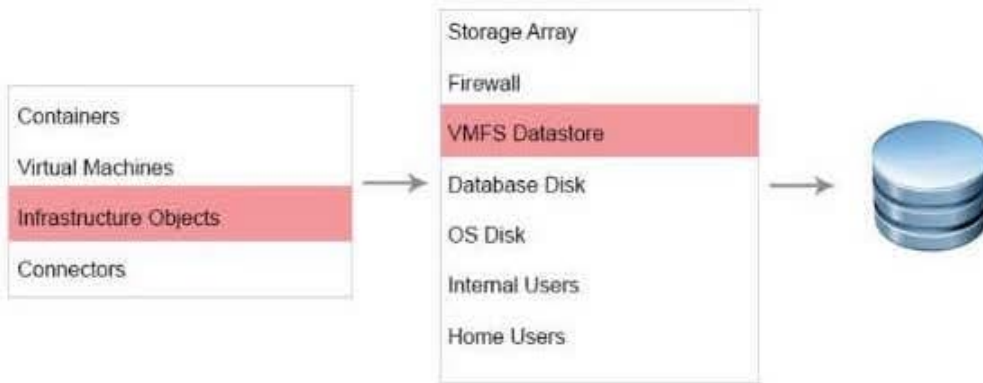 Containers
Virtual Machines
Infrastructure Objects
Connectors
Storage Array
Firewall
VMFS Datastore
Database Disk
OS Disk
Internal Users
Home Users